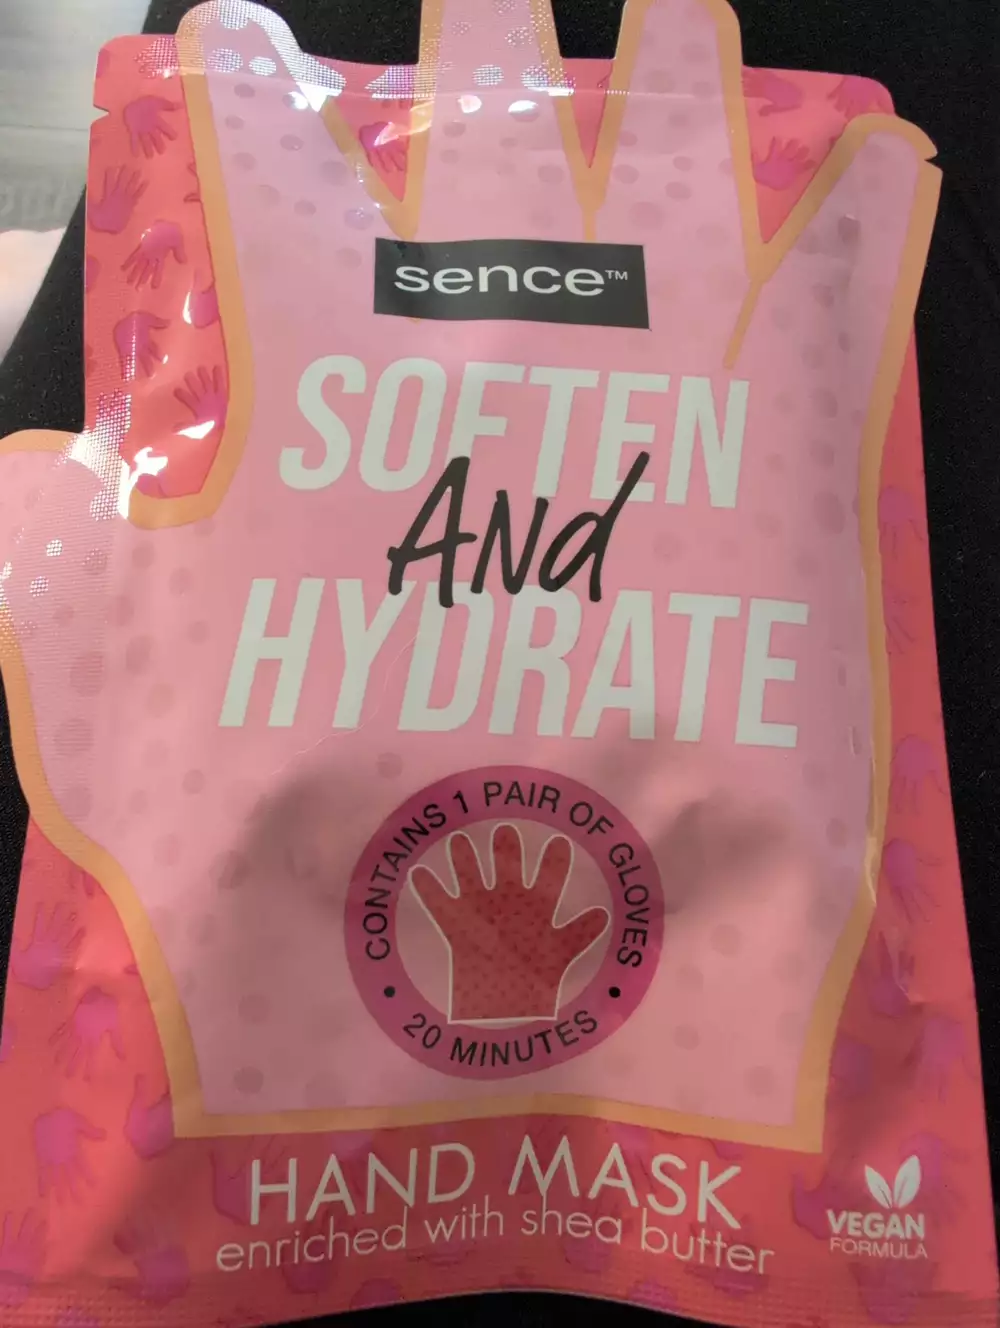 sence™
SOFTEN
And
HYDRATE
CONTAINS 1 PAIR OF GLOVES
• 20 MINUTES •
HAND MASK
enriched with shea butter
VEGAN
FORMULA